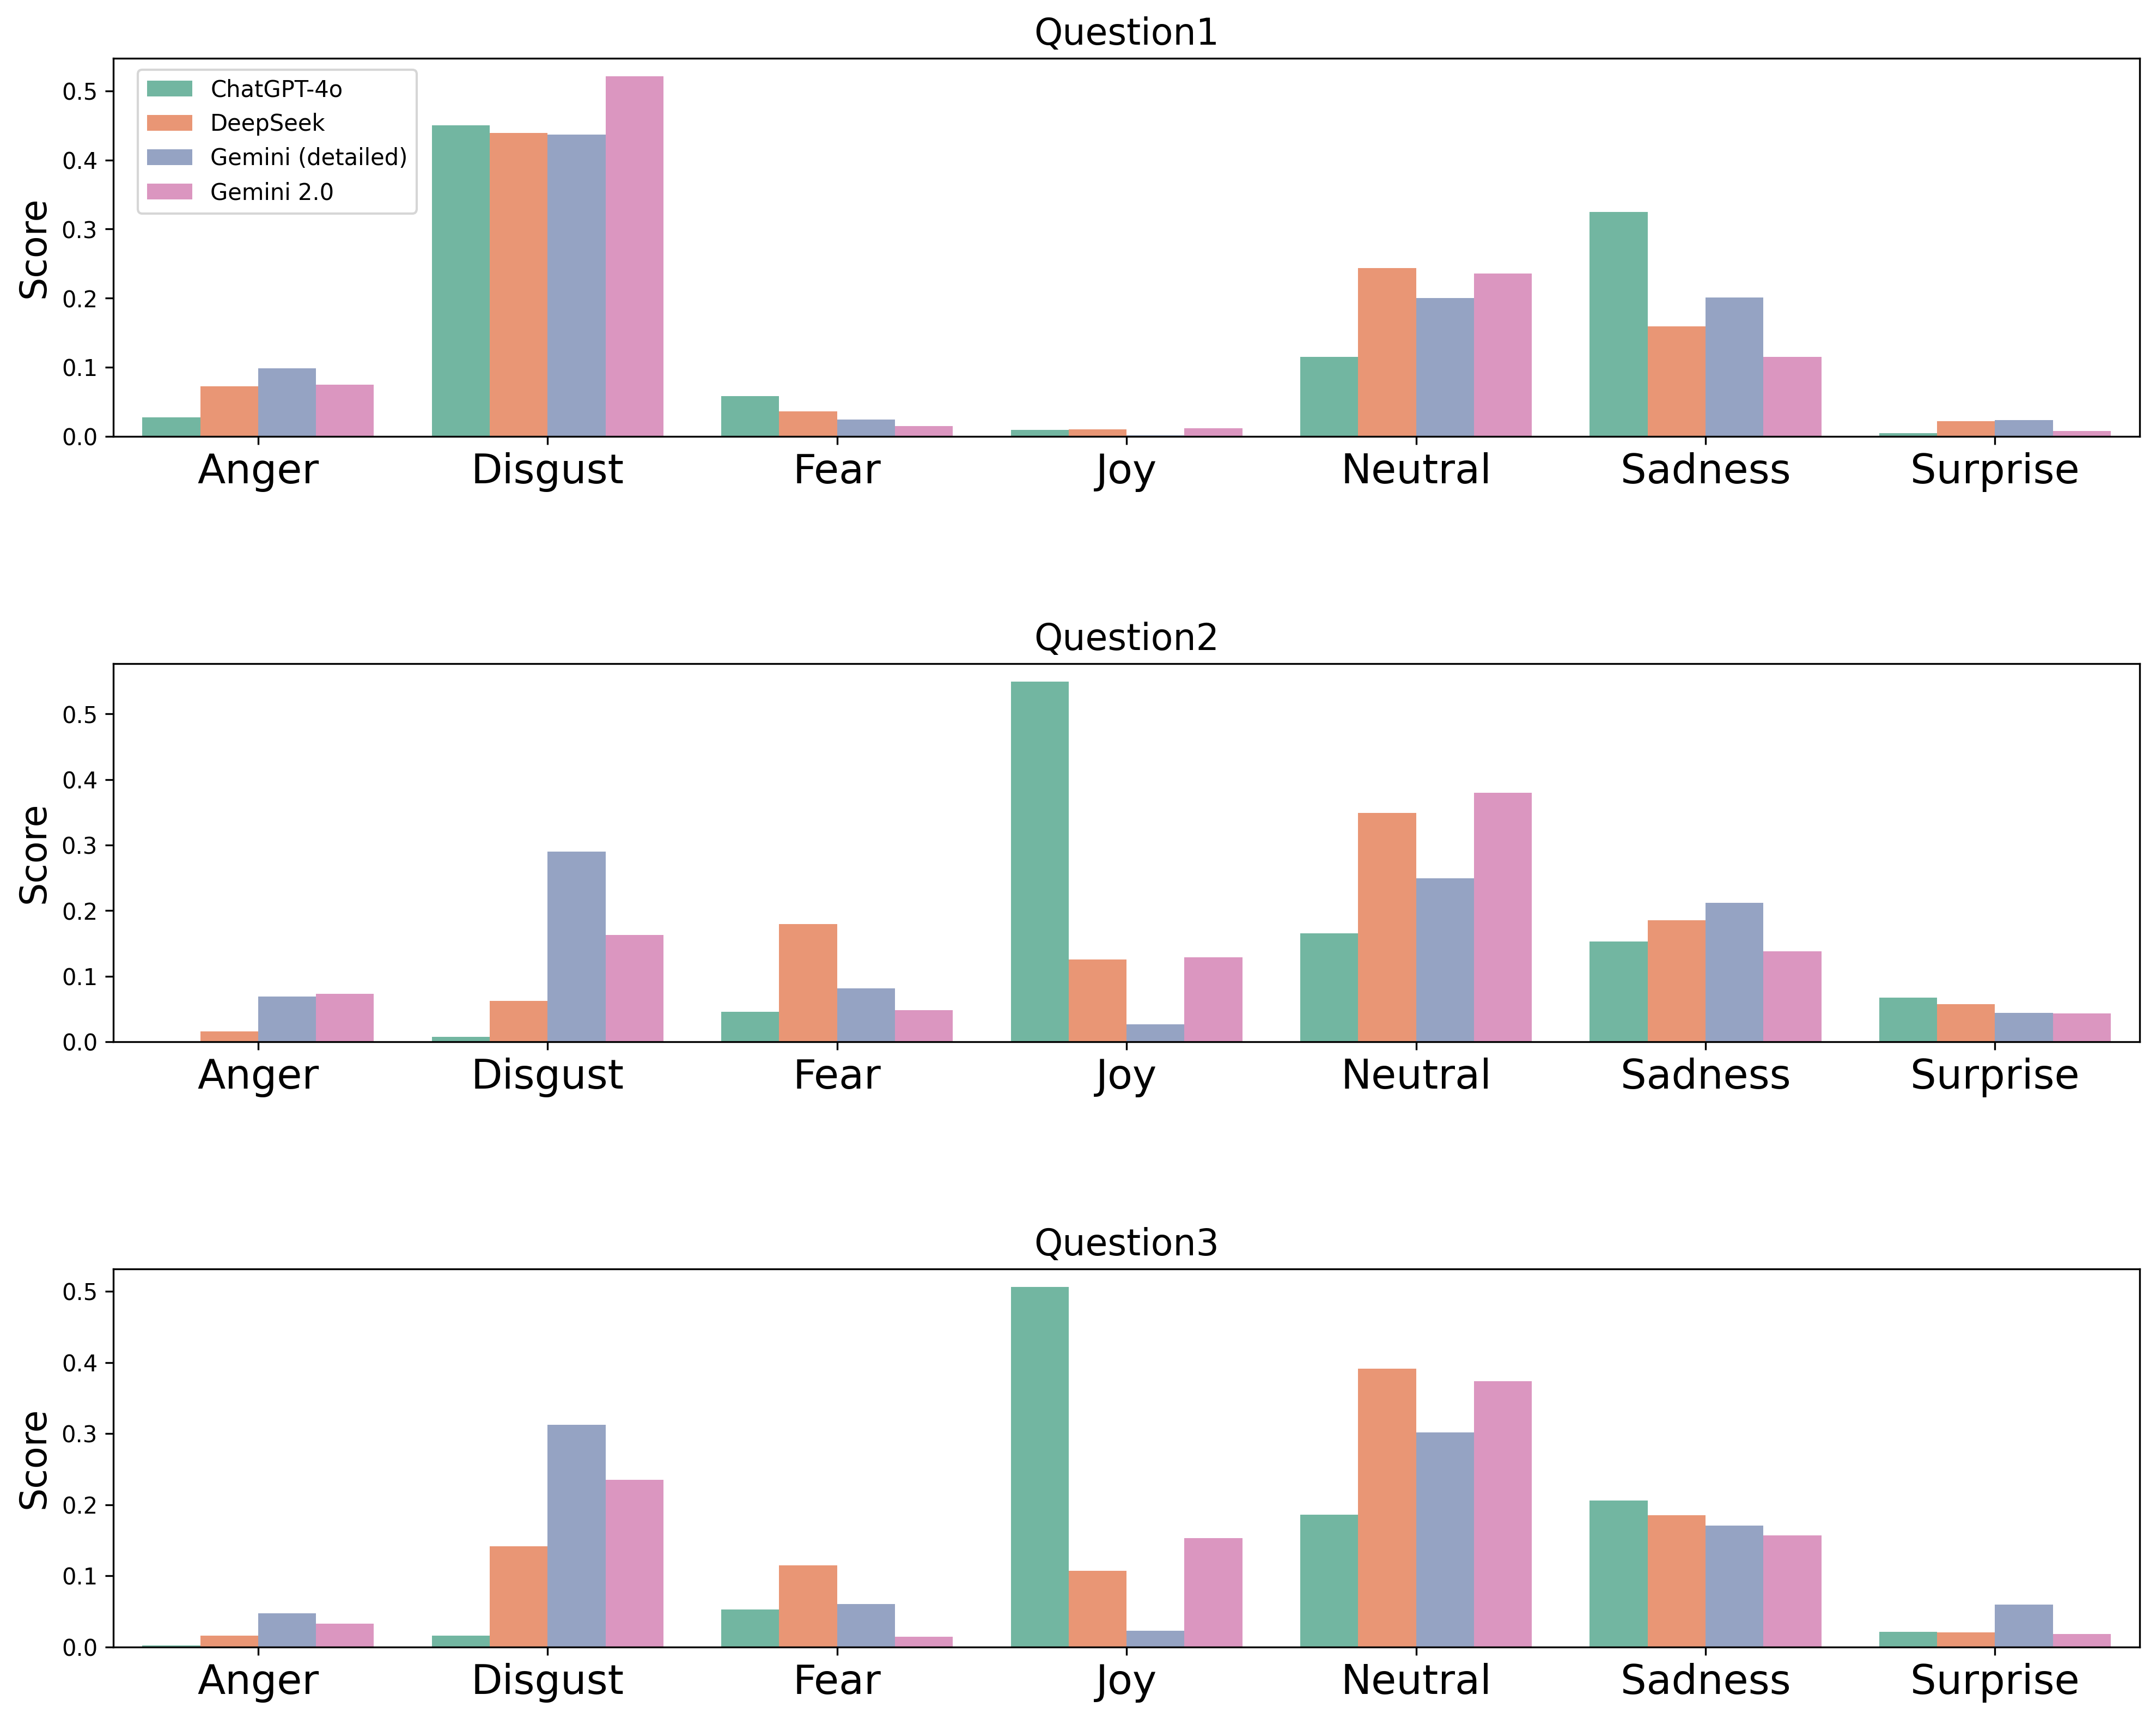 Question1
Score
0.5
0.4
0.3
0.2
0.1
0.0
ChatGPT-4o
DeepSeek
Gemini (detailed)
Gemini 2.0
Anger Disgust Fear Joy Neutral Sadness Surprise
Question2
Score
0.5
0.4
0.3
0.2
0.1
0.0
Anger Disgust Fear Joy Neutral Sadness Surprise
Question3
Score
0.5
0.4
0.3
0.2
0.1
0.0
Anger Disgust Fear Joy Neutral Sadness Surprise